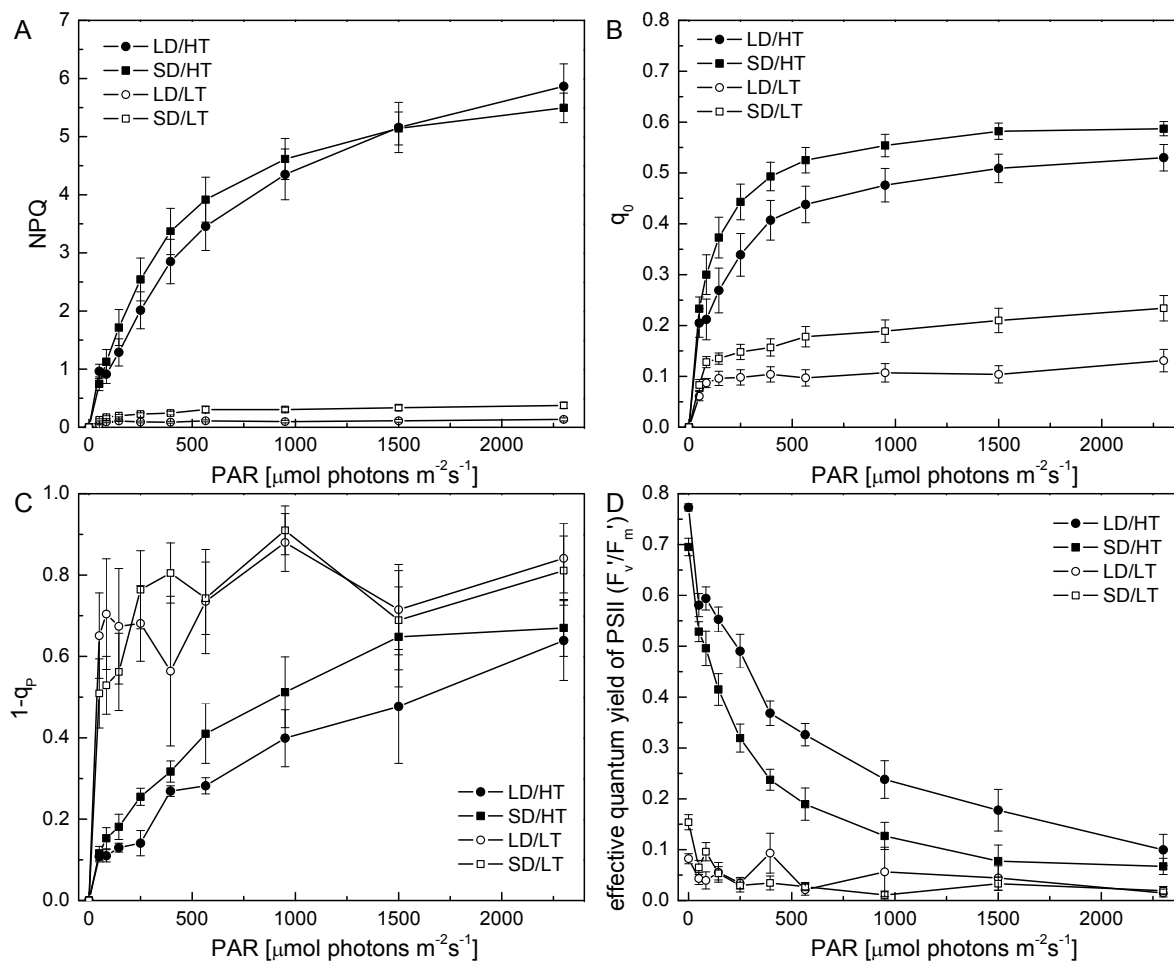 A
NPQ
7
6
5
4
3
2
1
0
LD/HT
SD/HT
LD/LT
SD/LT
0 500 1000 1500 2000
PAR [μmol photons m⁻²s⁻¹]
B
q₀
0.8
0.7
0.6
0.5
0.4
0.3
0.2
0.1
0.0
LD/HT
SD/HT
LD/LT
SD/LT
0 500 1000 1500 2000
PAR [μmol photons m⁻²s⁻¹]
C
1-qₚ
1.0
0.8
0.6
0.4
0.2
0.0
LD/HT
SD/HT
LD/LT
SD/LT
0 500 1000 1500 2000
PAR [μmol photons m⁻²s⁻¹]
D
effective quantum yield of PSII (Fᵥ'/Fₘ')
0.8
0.7
0.6
0.5
0.4
0.3
0.2
0.1
0.0
LD/HT
SD/HT
LD/LT
SD/LT
0 500 1000 1500 2000
PAR [μmol photons m⁻²s⁻¹]